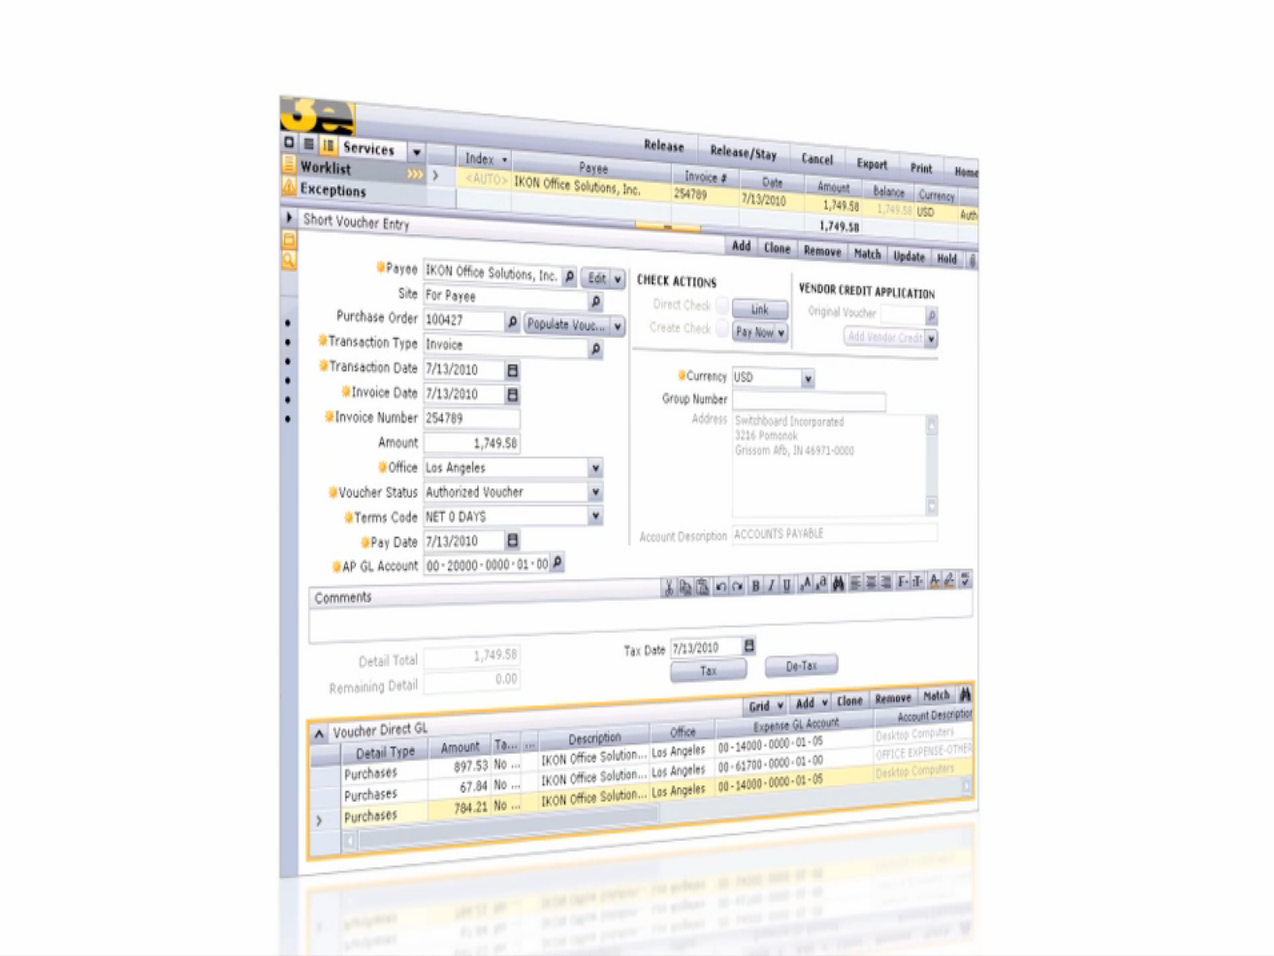 3e
Release Release/Stay Cancel Export Print Home
Services
Index Payee Invoice # Date Amount Balance Currency
Worklist >>>
<AUTO> IKON Office Solutions, Inc. 254789 7/13/2010 1,749.58 1,749.58 USD Auth
Exceptions
1,749.58
Short Voucher Entry
Add Clone Remove Match Update Hold
Payee IKON Office Solutions, Inc. Edit
Site For Payee
Purchase Order 100427 Populate Vouc...
Transaction Type Invoice
Transaction Date 7/13/2010
Invoice Date 7/13/2010
Invoice Number 254789
Amount 1,749.58
Office Los Angeles
Voucher Status Authorized Voucher
Terms Code NET 0 DAYS
Pay Date 7/13/2010
AP GL Account 00-20000-0000-01-00
CHECK ACTIONS
Direct Check Link
Create Check Pay Now
VENDOR CREDIT APPLICATION
Original Voucher
Add Vendor Credit
Currency USD
Group Number
Address Switchboard Incorporated
3216 Pomonok
Grissom Afb, IN 46971-0000
Account Description ACCOUNTS PAYABLE
Comments
B I U
Detail Total 1,749.58
Remaining Detail 0.00
Tax Date 7/13/2010
Tax De-Tax
Voucher Direct GL
Grid Add Clone Remove Match
Detail Type Amount Ta... ... Description Office Expense GL Account Account Description
Purchases 897.53 No ... IKON Office Solution... Los Angeles 00-14000-0000-01-05 Desktop Computers
Purchases 67.84 No ... IKON Office Solution... Los Angeles 00-61700-0000-01-00 OFFICE EXPENSE-OTHER
Purchases 784.21 No ... IKON Office Solution... Los Angeles 00-14000-0000-01-05 Desktop Computers